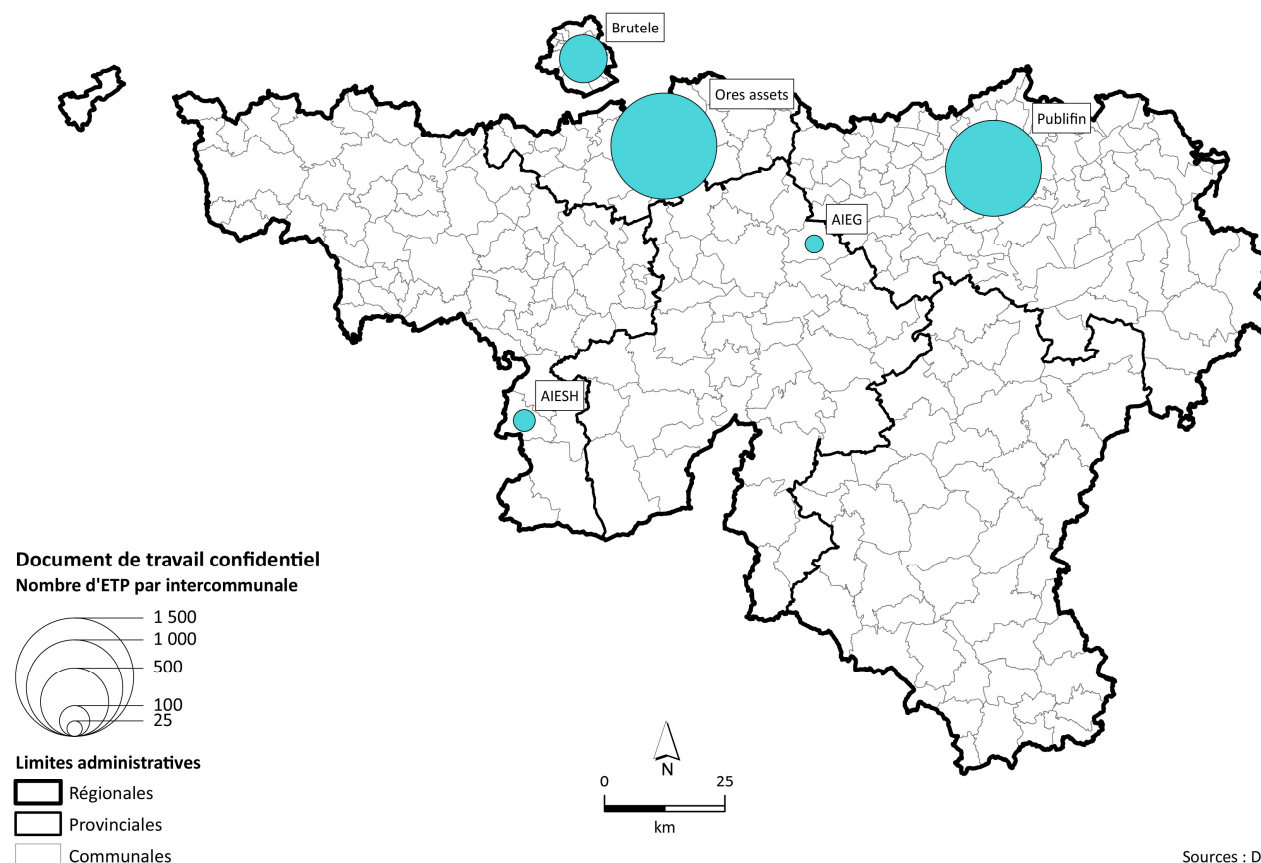 Brutele
Ores assets
Publifin
AIEG
AIESH
Document de travail confidentiel
Nombre d'ETP par intercommunale
1 500
1 000
500
100
25
Limites administratives
Régionales
Provinciales
Communales
N
0 25
km
Sources : D